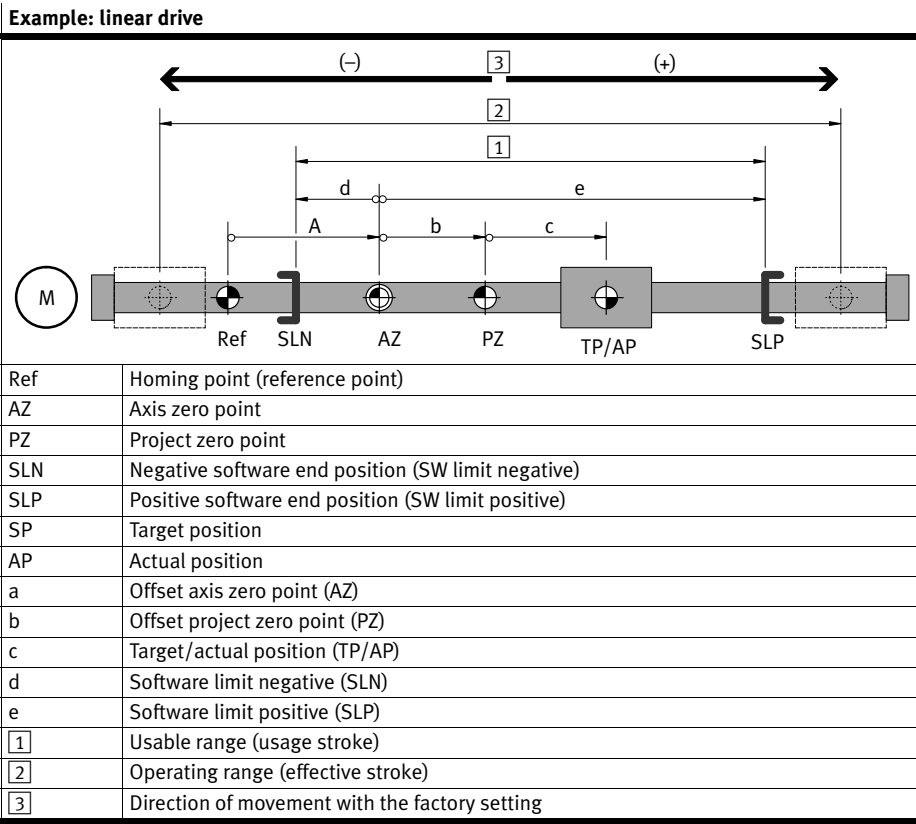 Example: linear drive
(–) 3 (+)
2
1
d e
A b c
M
Ref SLN AZ PZ TP/AP SLP
Ref Homing point (reference point)
AZ Axis zero point
PZ Project zero point
SLN Negative software end position (SW limit negative)
SLP Positive software end position (SW limit positive)
SP Target position
AP Actual position
a Offset axis zero point (AZ)
b Offset project zero point (PZ)
c Target/actual position (TP/AP)
d Software limit negative (SLN)
e Software limit positive (SLP)
1 Usable range (usage stroke)
2 Operating range (effective stroke)
3 Direction of movement with the factory setting